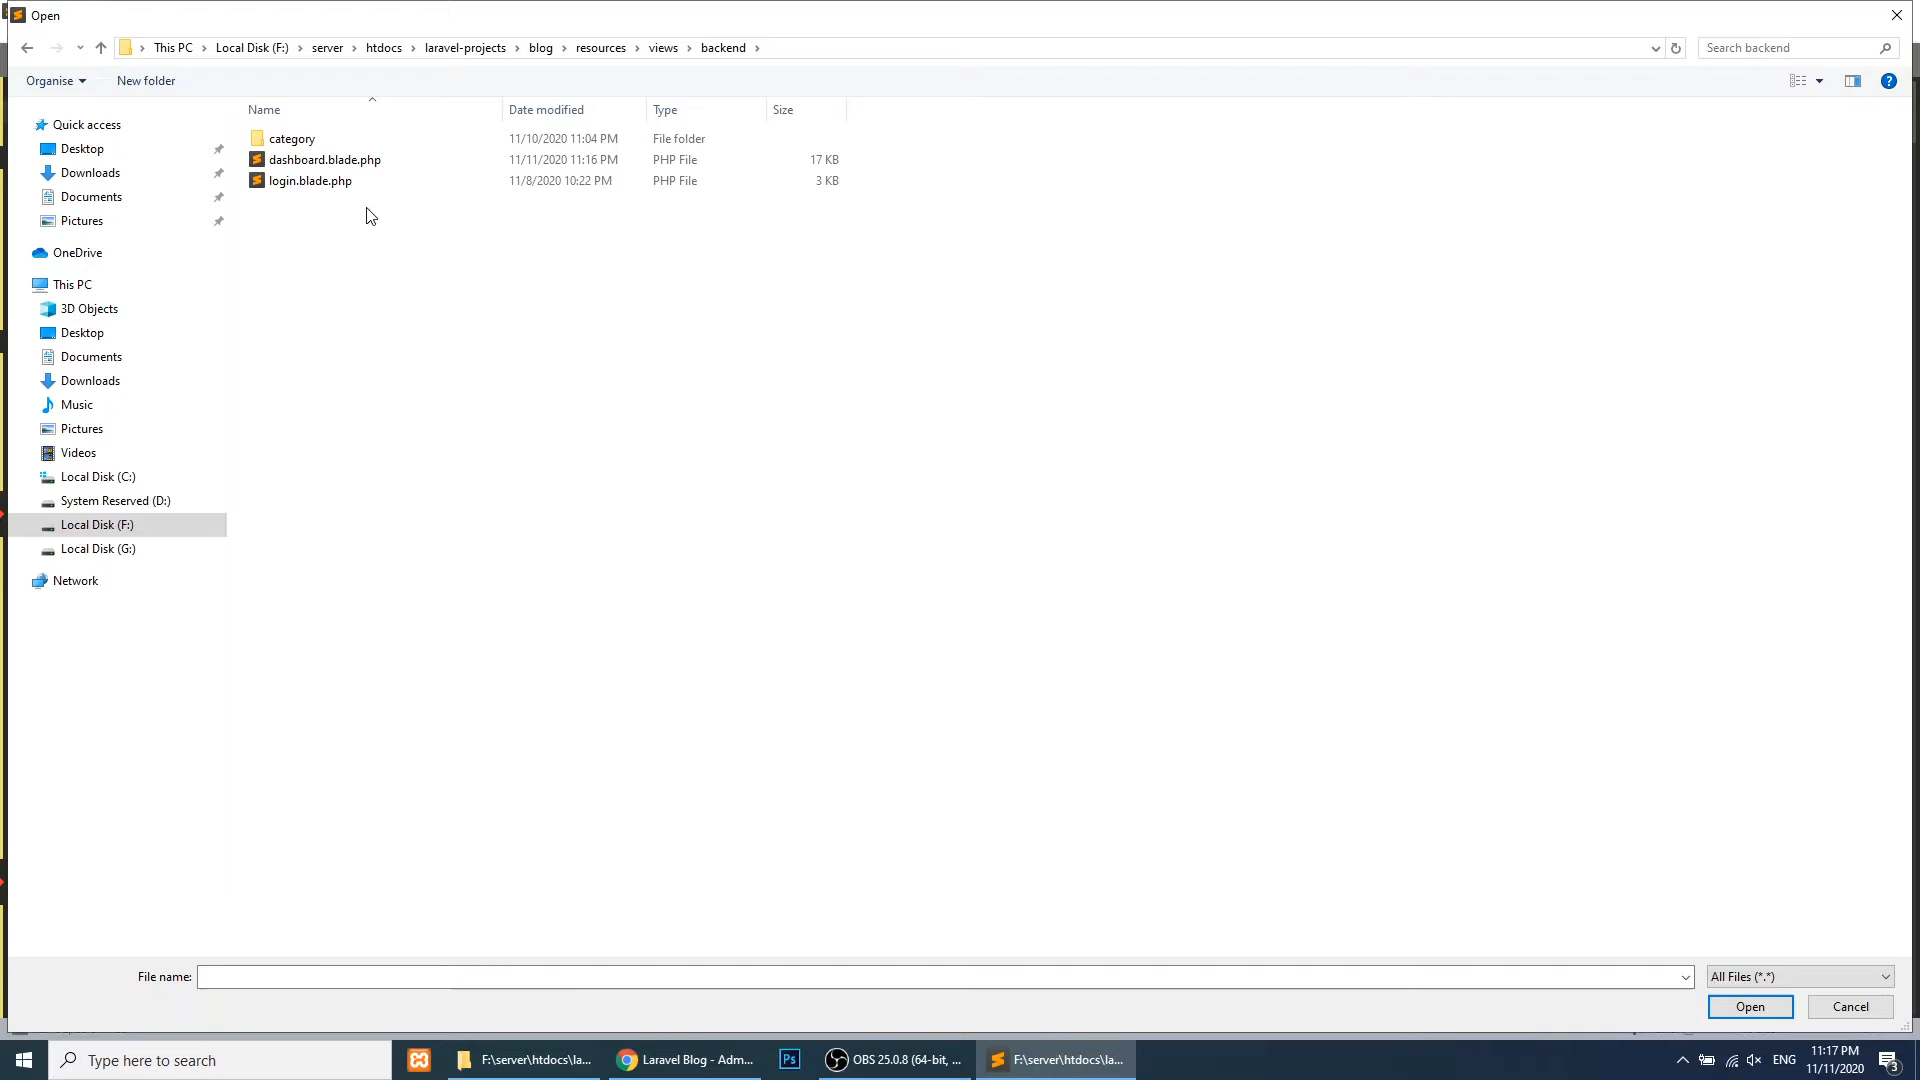 Open
This PC > Local Disk (F:) > server > htdocs > laravel-projects > blog > resources > views > backend >
Search backend
Organise
New folder
Name
Date modified
Type
Size
category
11/10/2020 11:04 PM
File folder
dashboard.blade.php
11/11/2020 11:16 PM
PHP File
17 KB
login.blade.php
11/8/2020 10:22 PM
PHP File
3 KB
Quick access
Desktop
Downloads
Documents
Pictures
OneDrive
This PC
3D Objects
Desktop
Documents
Downloads
Music
Pictures
Videos
Local Disk (C:)
System Reserved (D:)
Local Disk (F:)
Local Disk (G:)
Network
File name:
All Files (*.*)
Open
Cancel
Type here to search
F:\server\htdocs\la...
Laravel Blog - Adm...
Ps
OBS 25.0.8 (64-bit, ...
F:\server\htdocs\la...
ENG
11:17 PM
11/11/2020
3